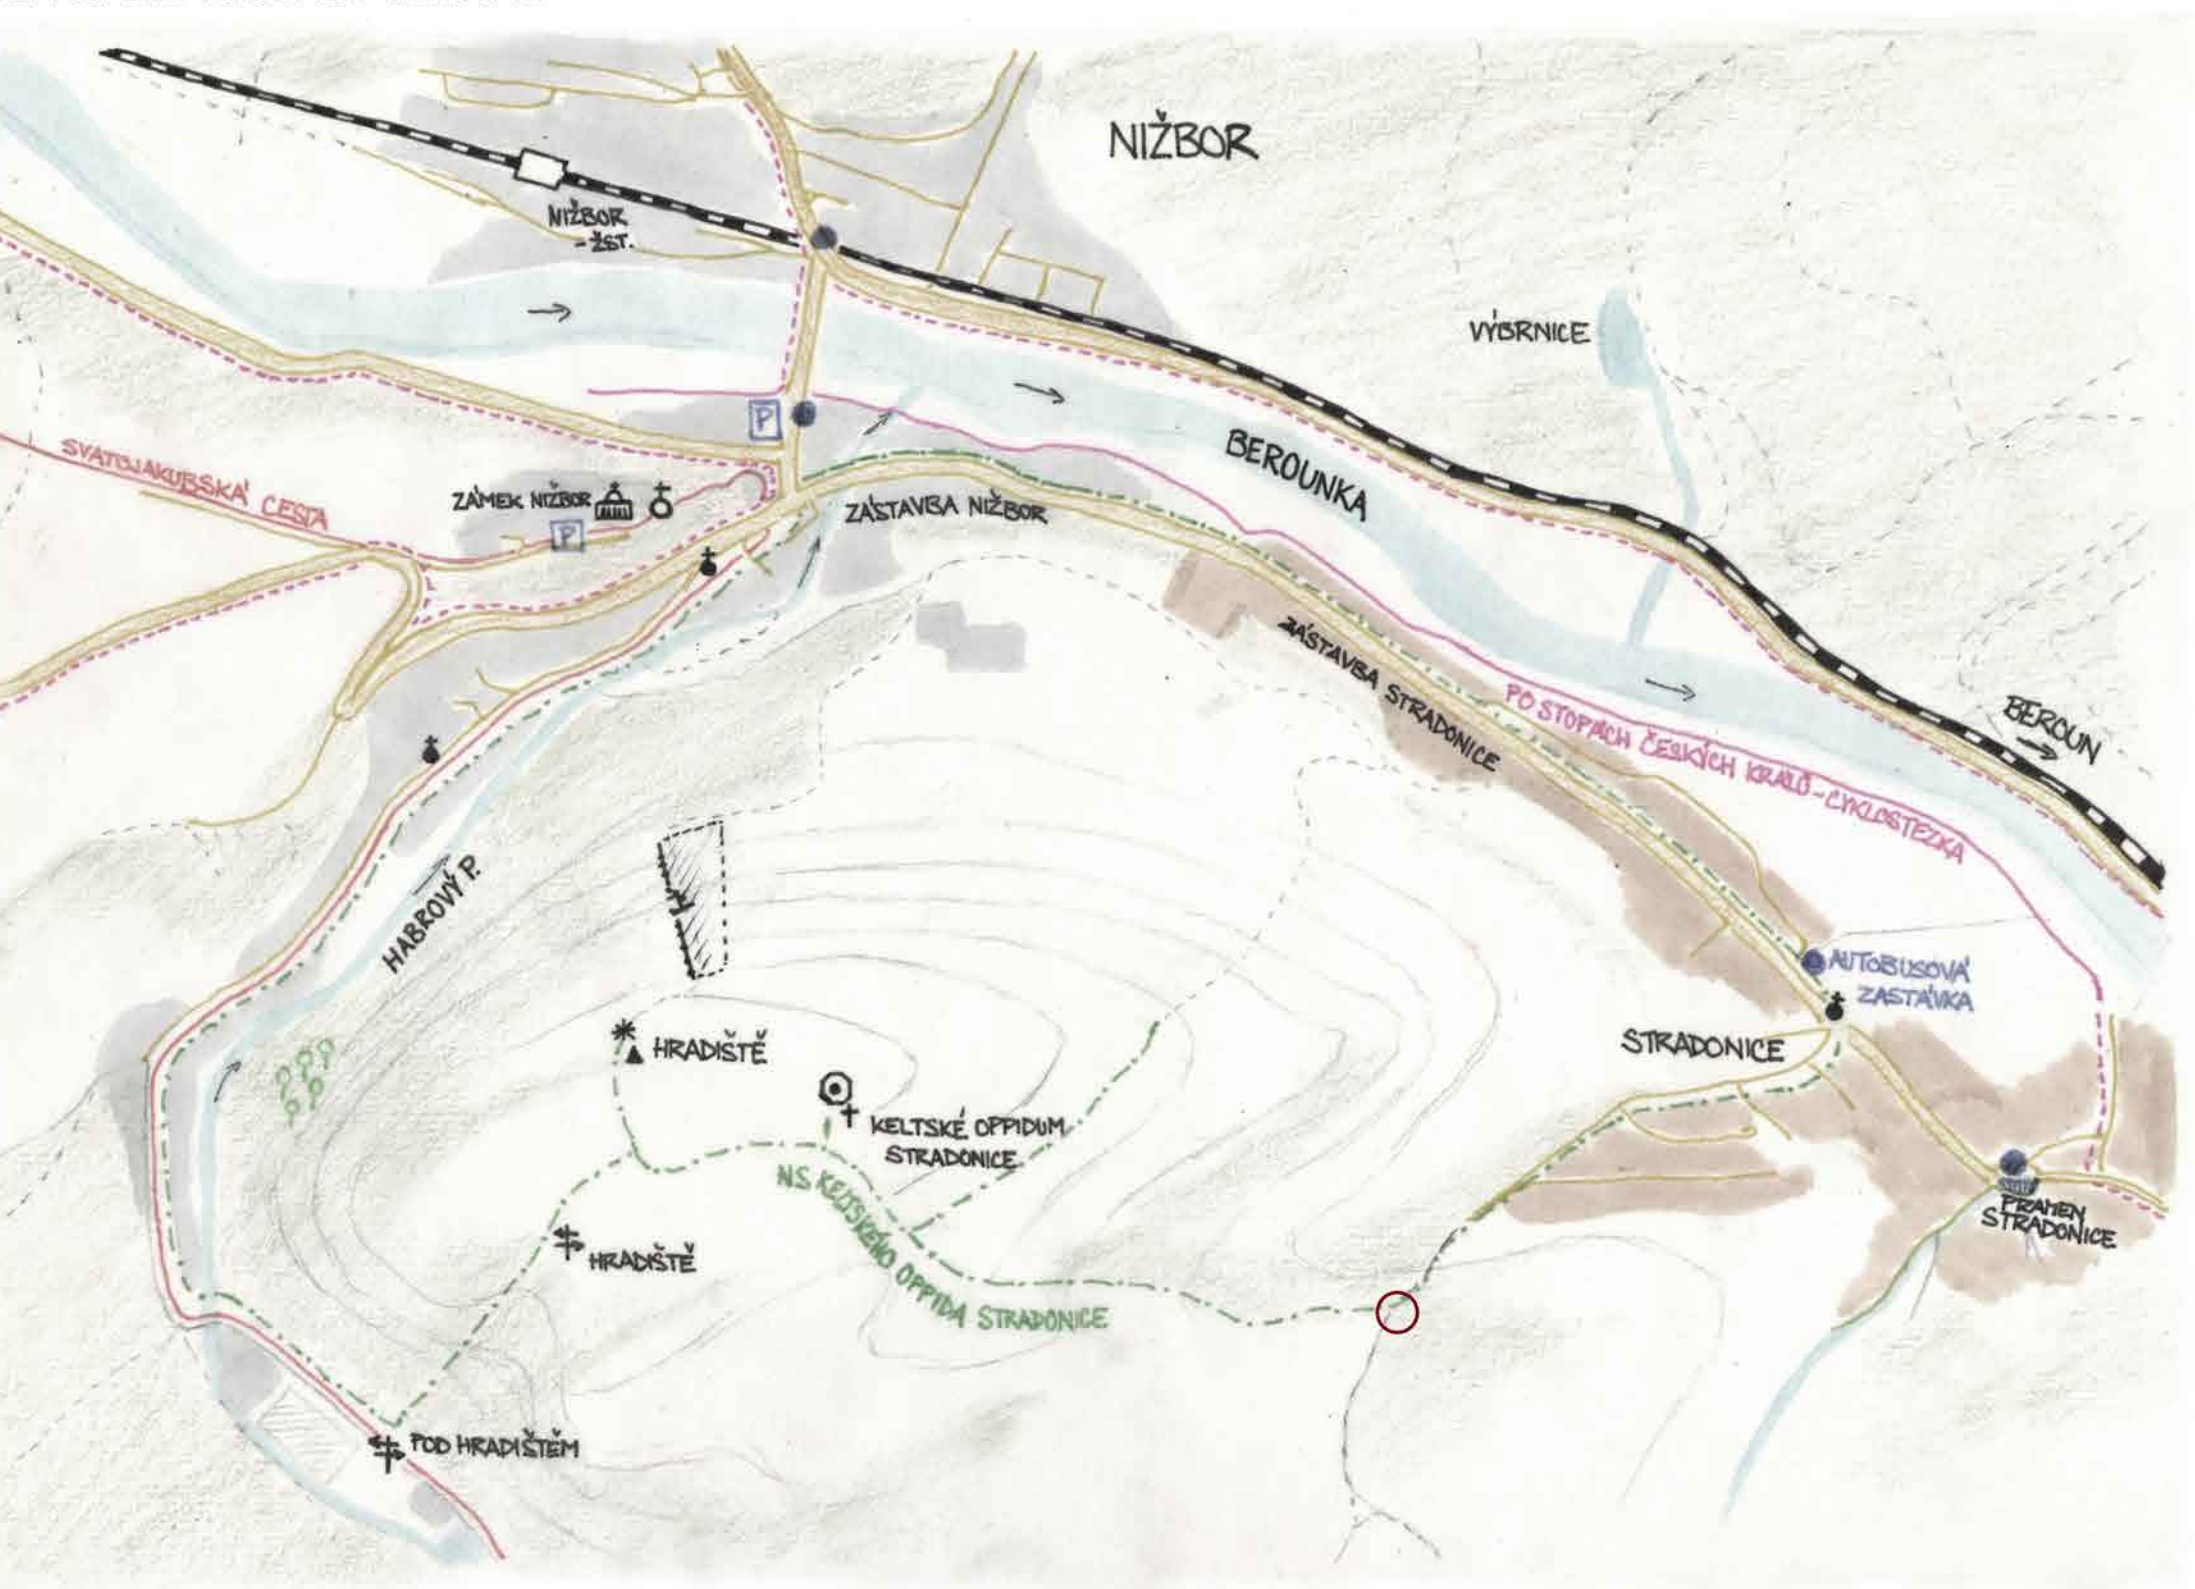 NIŽBOR
NIŽBOR
- ŽST.
VÝBRNICE
P
BEROUNKA
SVATOJAKUBSKÁ CESTA
ZÁMEK NIŽBOR
P
ZÁSTAVBA NIŽBOR
ZÁSTAVBA STRADONICE
PO STOPÁCH ČESKÝCH KRÁLŮ - CYKLOSTEZKA
BEROUN
HABROVÝ P.
AUTOBUSOVÁ
ZASTÁVKA
STRADONICE
HRADIŠTĚ
KELTSKÉ OPPIDUM
STRADONICE
N.S. KELTSKÉHO OPPIDA STRADONICE
HRADIŠTĚ
PRAMEN
STRADONICE
POD HRADIŠTĚM